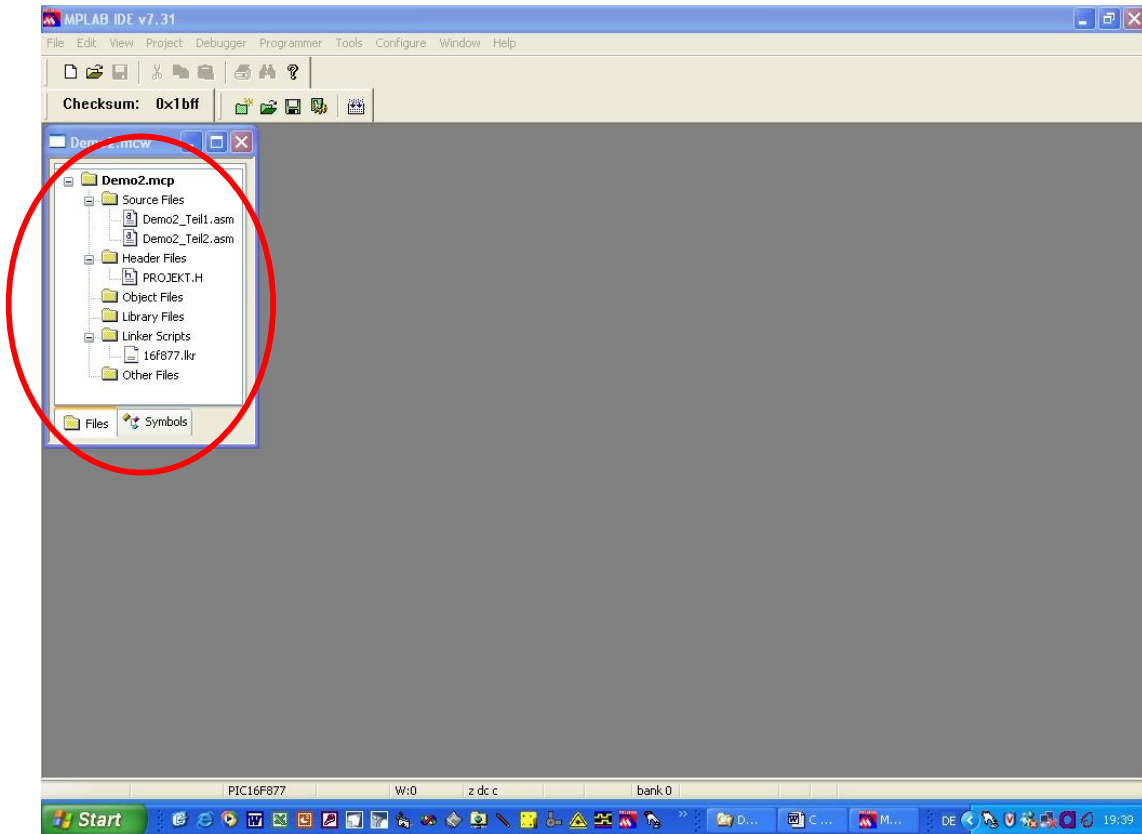 MPLAB IDE v7.31
File Edit View Project Debugger Programmer Tools Configure Window Help
Checksum: 0x1bff
Demo2.mcw
Demo2.mcp
Source Files
Demo2_Teil1.asm
Demo2_Teil2.asm
Header Files
PROJEKT.H
Object Files
Library Files
Linker Scripts
16f877.lkr
Other Files
Files Symbols
PIC16F877 W:0 z dc c bank 0
Start D... C ... M... DE 19:39